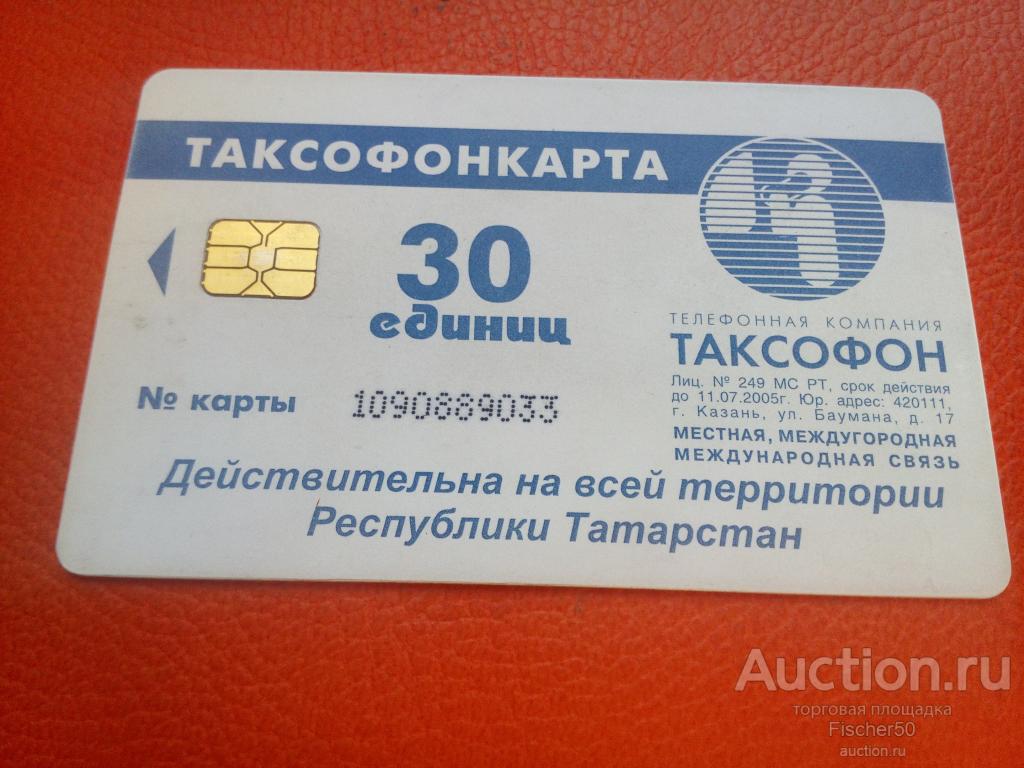 ТАКСОФОНКАРТА
30
единиц
№ карты 1090889033
ТЕЛЕФОННАЯ КОМПАНИЯ
ТАКСОФОН
Лиц. № 249 МС РТ, срок действия
до 11.07.2005г. Юр. адрес: 420111,
г. Казань, ул. Баумана, д. 17
МЕСТНАЯ, МЕЖДУГОРОДНАЯ
МЕЖДУНАРОДНАЯ СВЯЗЬ
Действительна на всей территории
Республики Татарстан
Auction.ru
торговая площадка
Fischer50
auction.ru